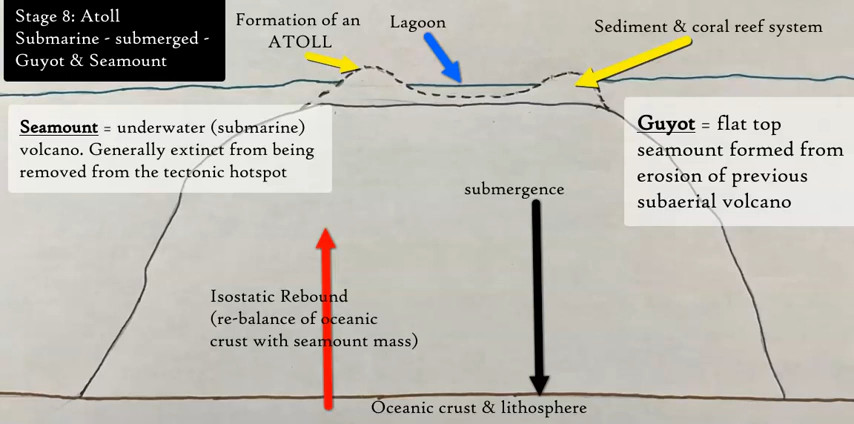 Stage 8: Atoll
Submarine - submerged -
Guyot & Seamount
Formation of an
ATOLL
Lagoon
Sediment & coral reef system
Seamount = underwater (submarine)
volcano. Generally extinct from being
removed from the tectonic hotspot
Guyot = flat top
seamount formed from
erosion of previous
subaerial volcano
submergence
Isostatic Rebound
(re-balance of oceanic
crust with seamount mass)
Oceanic crust & lithosphere